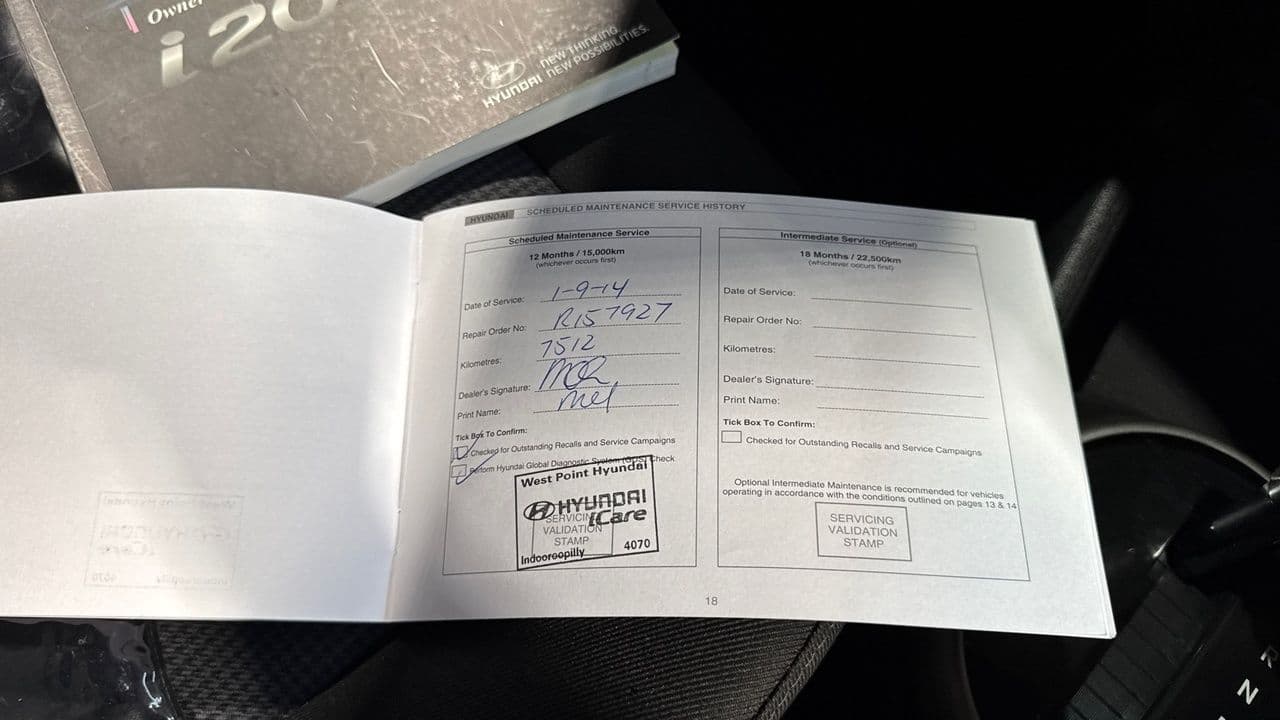 Owner
i20
NEW THINKING.
NEW POSSIBILITIES.
HYUNDAI
HYUNDAI SCHEDULED MAINTENANCE SERVICE HISTORY
Scheduled Maintenance Service
12 Months / 15,000km
(whichever occurs first)
Date of Service: 1-9-14
Repair Order No: R157927
Kilometres: 7512
Dealer's Signature:
Print Name: Mel
Tick Box To Confirm:
Checked for Outstanding Recalls and Service Campaigns
Perform Hyundai Global Diagnostic System (GDS) Check
West Point Hyundai
HYUNDAI
iCare
SERVICING
VALIDATION
STAMP
Indooroopilly 4070
Intermediate Service (Optional)
18 Months / 22,500km
(whichever occurs first)
Date of Service:
Repair Order No:
Kilometres:
Dealer's Signature:
Print Name:
Tick Box To Confirm:
Checked for Outstanding Recalls and Service Campaigns
Optional Intermediate Maintenance is recommended for vehicles
operating in accordance with the conditions outlined on pages 13 & 14
SERVICING
VALIDATION
STAMP
18
R
N